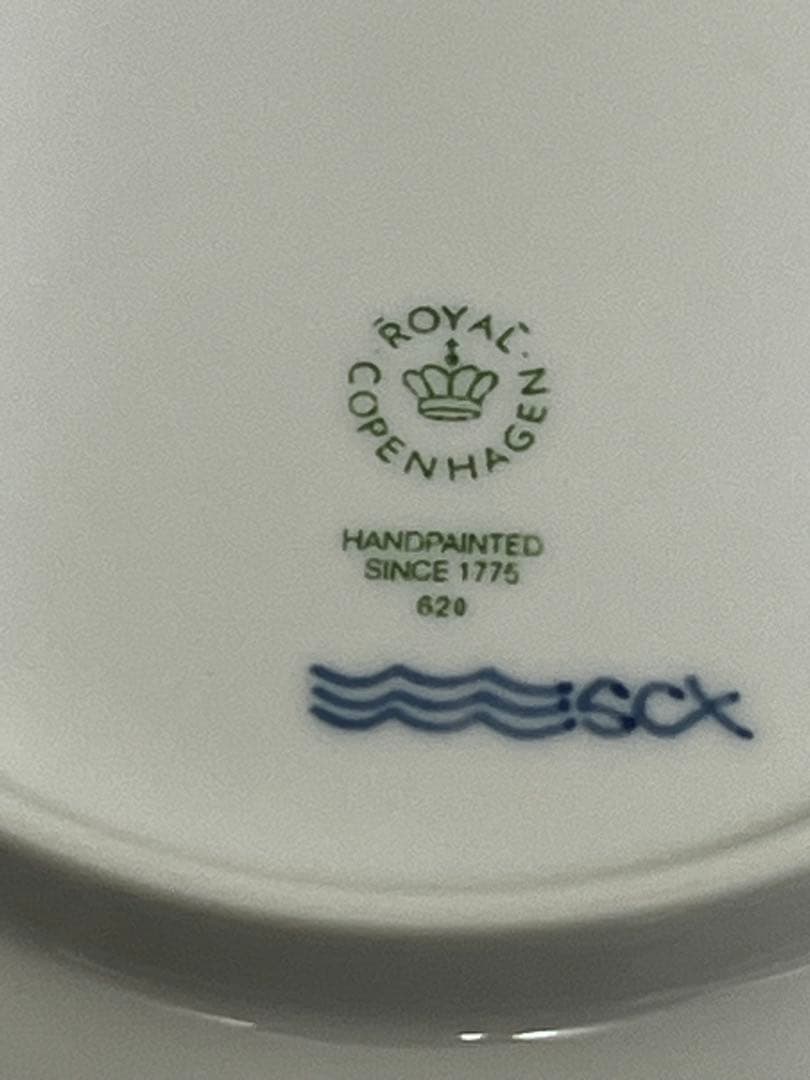 ROYAL · COPENHAGEN
HANDPAINTED
SINCE 1775
620
SCX